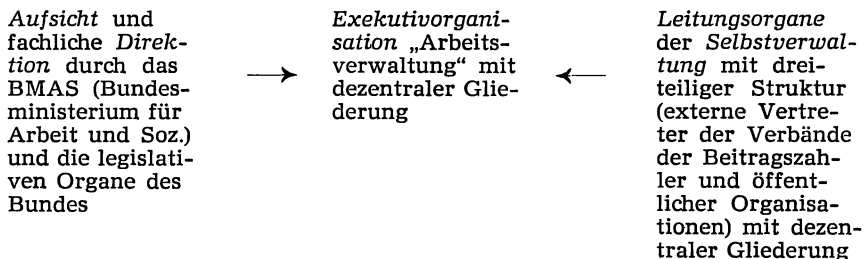 Aufsicht und
fachliche Direk-
tion durch das
BMAS (Bundes-
ministerium für
Arbeit und Soz.)
und die legislati-
ven Organe des
Bundes
Exekutivorgani-
sation „Arbeits-
verwaltung“ mit
dezentraler Glie-
derung
Leitungsorgane
der Selbstverwal-
tung mit drei-
teiliger Struktur
(externe Vertre-
ter der Verbände
der Beitragszah-
ler und öffent-
licher Organisa-
tionen) mit dezen-
traler Gliederung